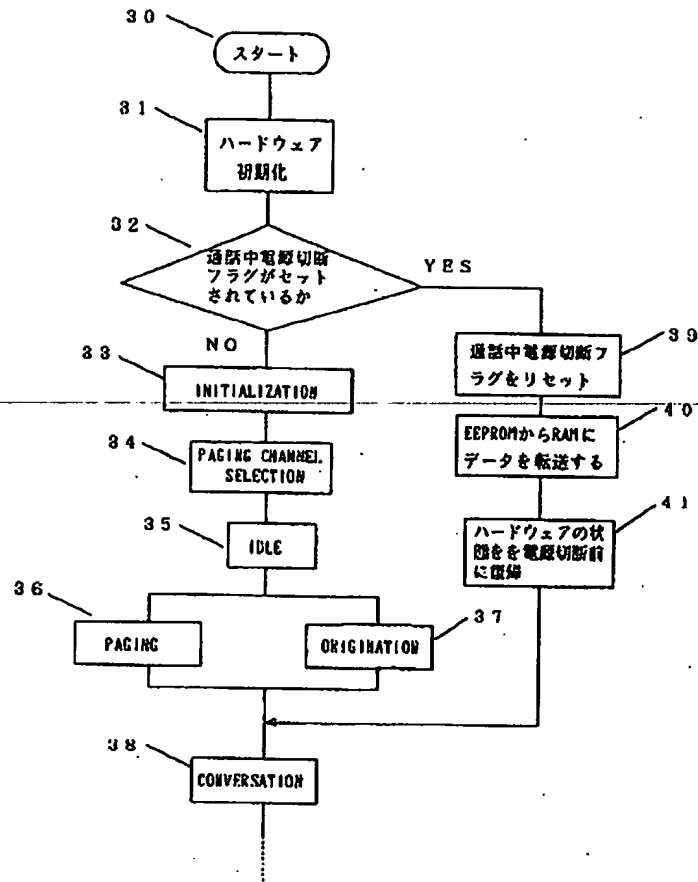 30
スタート
31
ハードウェア
初期化
32
通話中電源切断
フラグがセット
されているか
YES
NO
33
INITIALIZATION
39
通話中電源切断フ
ラグをリセット
34
PAGING CHANNEL
SELECTION
40
EEPROMからRAMに
データを転送する
35
IDLE
41
ハードウェアの状
態をを電源切断前
に復帰
36
PAGING
37
ORIGINATION
38
CONVERSATION